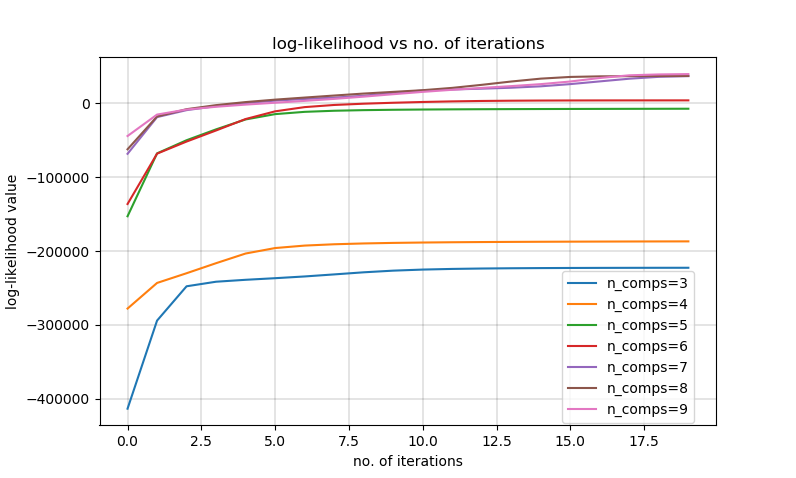 log-likelihood vs no. of iterations
log-likelihood value
0
−100000
−200000
−300000
−400000
0.0 2.5 5.0 7.5 10.0 12.5 15.0 17.5
no. of iterations
n_comps=3
n_comps=4
n_comps=5
n_comps=6
n_comps=7
n_comps=8
n_comps=9